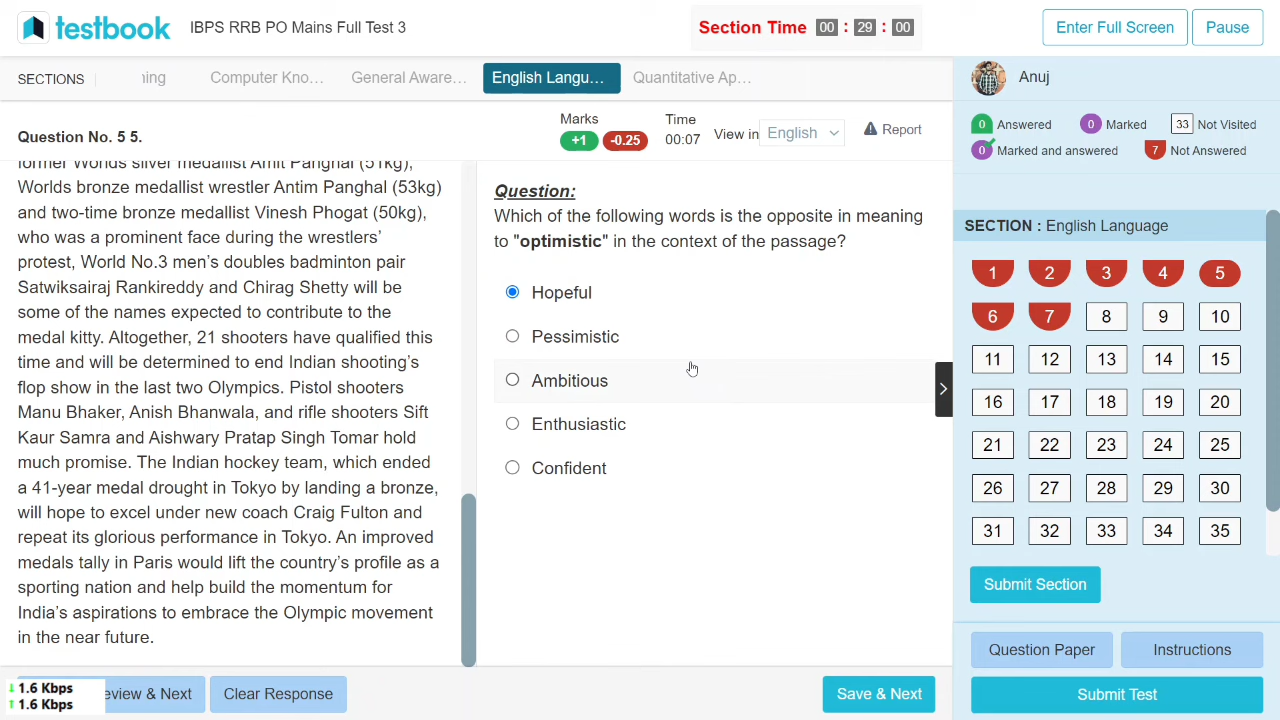 testbook
IBPS RRB PO Mains Full Test 3
Section Time 00 : 29 : 00
Enter Full Screen
Pause
SECTIONS
Computer Kno...
General Aware...
English Langu...
Quantitative Ap...
Anuj
Question No. 5 5.
Marks
+1 -0.25
Time
00:07
View in English
Report
0 Answered
0 Marked
33 Not Visited
0 Marked and answered
7 Not Answered
former Worlds silver medallist Amit Panghal (51kg),
Worlds bronze medallist wrestler Antim Panghal (53kg)
and two-time bronze medallist Vinesh Phogat (50kg),
who was a prominent face during the wrestlers'
protest, World No.3 men's doubles badminton pair
Satwiksairaj Rankireddy and Chirag Shetty will be
some of the names expected to contribute to the
medal kitty. Altogether, 21 shooters have qualified this
time and will be determined to end Indian shooting's
flop show in the last two Olympics. Pistol shooters
Manu Bhaker, Anish Bhanwala, and rifle shooters Sift
Kaur Samra and Aishwary Pratap Singh Tomar hold
much promise. The Indian hockey team, which ended
a 41-year medal drought in Tokyo by landing a bronze,
will hope to excel under new coach Craig Fulton and
repeat its glorious performance in Tokyo. An improved
medals tally in Paris would lift the country's profile as a
sporting nation and help build the momentum for
India's aspirations to embrace the Olympic movement
in the near future.
Question:
Which of the following words is the opposite in meaning
to "optimistic" in the context of the passage?
Hopeful
Pessimistic
Ambitious
Enthusiastic
Confident
SECTION : English Language
1 2 3 4 5
6 7 8 9 10
11 12 13 14 15
16 17 18 19 20
21 22 23 24 25
26 27 28 29 30
31 32 33 34 35
Submit Section
Question Paper
Instructions
Submit Test
1.6 Kbps
1.6 Kbps
& Next
Clear Response
Save & Next